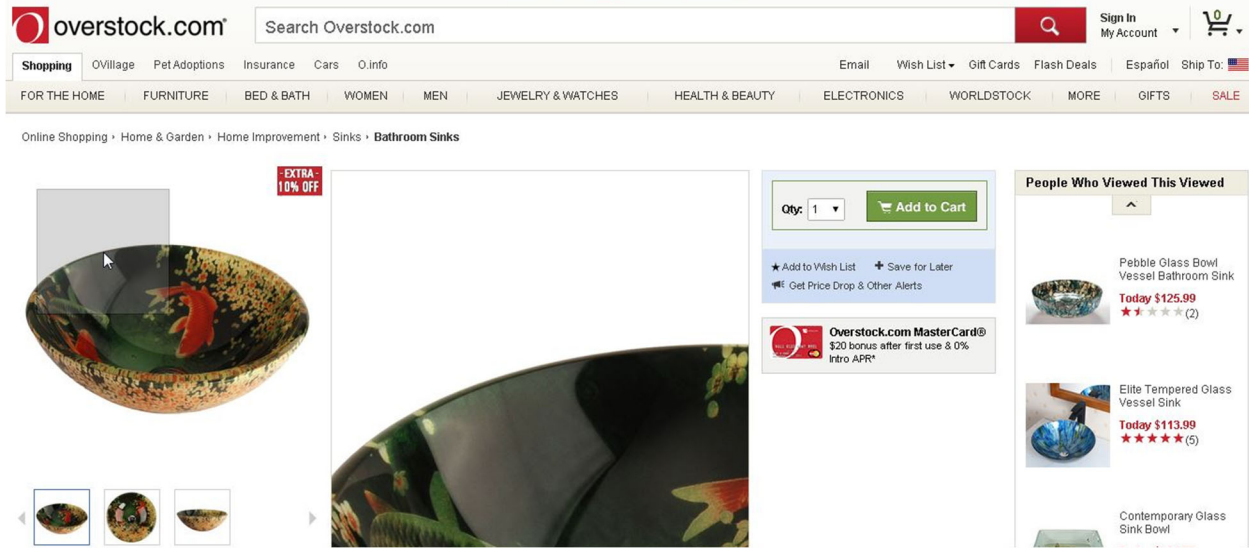 overstock.com
Search Overstock.com
Sign In
My Account
0
Shopping OVillage Pet Adoptions Insurance Cars O.info Email Wish List Gift Cards Flash Deals Español Ship To:
FOR THE HOME FURNITURE BED & BATH WOMEN MEN JEWELRY & WATCHES HEALTH & BEAUTY ELECTRONICS WORLDSTOCK MORE GIFTS SALE
Online Shopping › Home & Garden › Home Improvement › Sinks › Bathroom Sinks
-EXTRA-
10% OFF
Qty: 1 Add to Cart
Add to Wish List Save for Later
Get Price Drop & Other Alerts
Overstock.com MasterCard®
$20 bonus after first use & 0%
Intro APR*
People Who Viewed This Viewed
Pebble Glass Bowl
Vessel Bathroom Sink
Today $125.99
(2)
Elite Tempered Glass
Vessel Sink
Today $113.99
(5)
Contemporary Glass
Sink Bowl